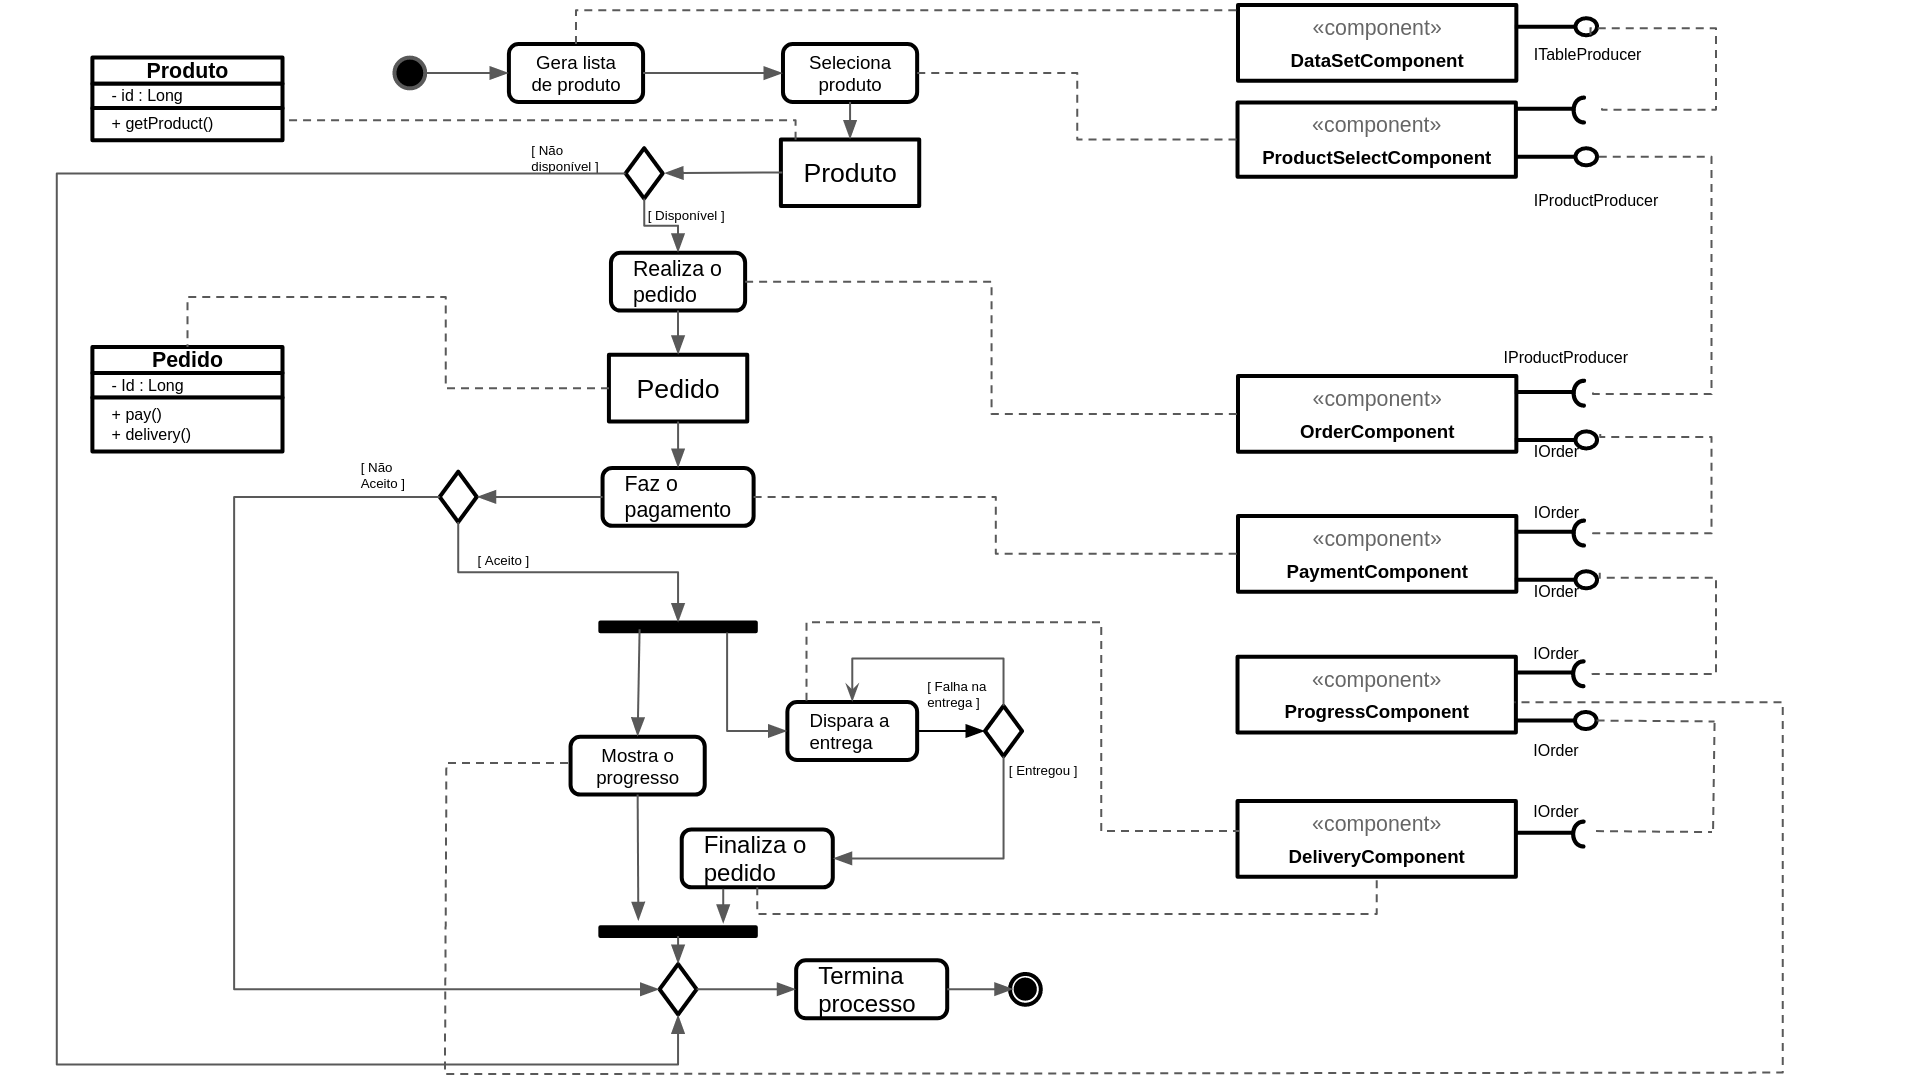 Produto
- id : Long
+ getProduct()
Gera lista
de produto
Seleciona
produto
«component»
DataSetComponent
ITableProducer
«component»
ProductSelectComponent
IProductProducer
[ Não
disponível ]
Produto
[ Disponível ]
Realiza o
pedido
Pedido
- Id : Long
+ pay()
+ delivery()
Pedido
IProductProducer
«component»
OrderComponent
IOrder
[ Não
Aceito ]
Faz o
pagamento
[ Aceito ]
IOrder
«component»
PaymentComponent
IOrder
IOrder
«component»
ProgressComponent
IOrder
[ Falha na
entrega ]
Dispara a
entrega
Mostra o
progresso
[ Entregou ]
IOrder
«component»
DeliveryComponent
Finaliza o
pedido
Termina
processo